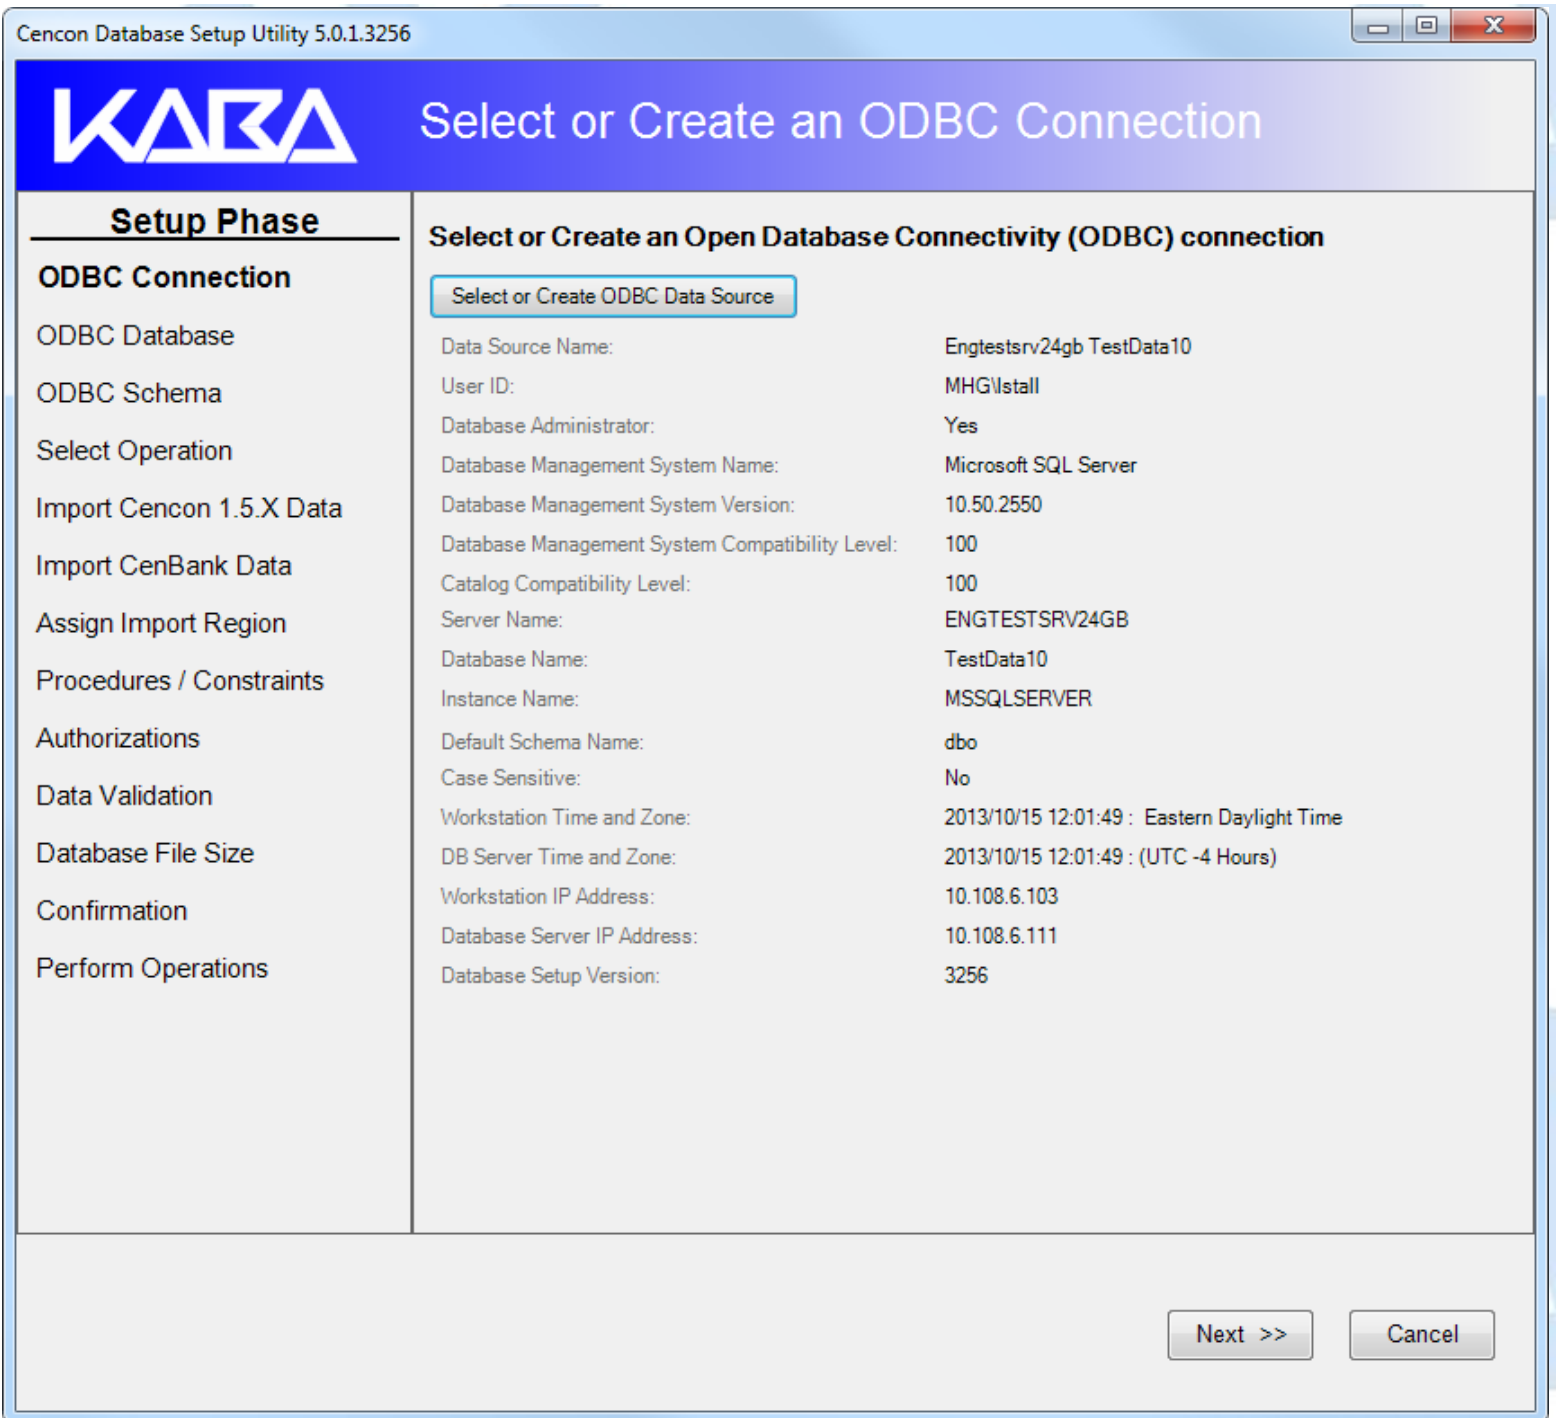 Cencon Database Setup Utility 5.0.1.3256
KABA
Select or Create an ODBC Connection
Setup Phase
ODBC Connection
ODBC Database
ODBC Schema
Select Operation
Import Cencon 1.5.X Data
Import CenBank Data
Assign Import Region
Procedures / Constraints
Authorizations
Data Validation
Database File Size
Confirmation
Perform Operations
Select or Create an Open Database Connectivity (ODBC) connection
Select or Create ODBC Data Source
Data Source Name: Engtestsrv24gb TestData10
User ID: MHG\lstall
Database Administrator: Yes
Database Management System Name: Microsoft SQL Server
Database Management System Version: 10.50.2550
Database Management System Compatibility Level: 100
Catalog Compatibility Level: 100
Server Name: ENGTESTSRV24GB
Database Name: TestData10
Instance Name: MSSQLSERVER
Default Schema Name: dbo
Case Sensitive: No
Workstation Time and Zone: 2013/10/15 12:01:49 : Eastern Daylight Time
DB Server Time and Zone: 2013/10/15 12:01:49 : (UTC -4 Hours)
Workstation IP Address: 10.108.6.103
Database Server IP Address: 10.108.6.111
Database Setup Version: 3256
Next >>
Cancel